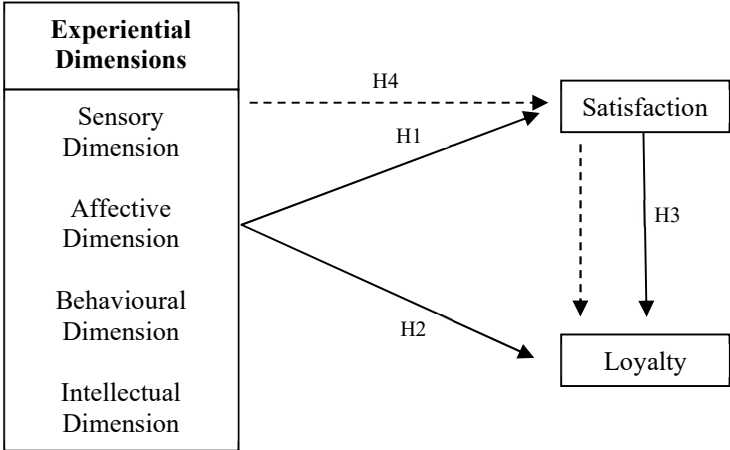 Experiential
Dimensions
Sensory
Dimension
Affective
Dimension
Behavioural
Dimension
Intellectual
Dimension
H4
H1
H2
Satisfaction
H3
Loyalty